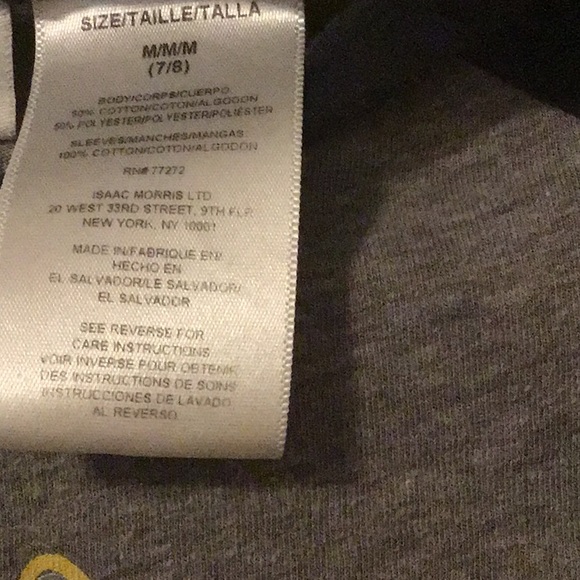 SIZE/TAILLE/TALLA
M/M/M
(7/8)
BODY/CORPS/CUERPO
50% COTTON/COTON/ALGODON
50% POLYESTER/POLYESTER/POLIESTER
SLEEVES/MANCHES/MANGAS
100% COTTON/COTON/ALGODON
RN# 77272
ISAAC MORRIS LTD
20 WEST 33RD STREET, 9TH FLR
NEW YORK, NY 10001
MADE IN/FABRIQUE EN/
HECHO EN
EL SALVADOR/LE SALVADOR/
EL SALVADOR
SEE REVERSE FOR
CARE INSTRUCTIONS
VOIR INVERSE POUR OBTENIR
DES INSTRUCTIONS DE SOINS
INSTRUCCIONES DE LAVADO
AL REVERSO